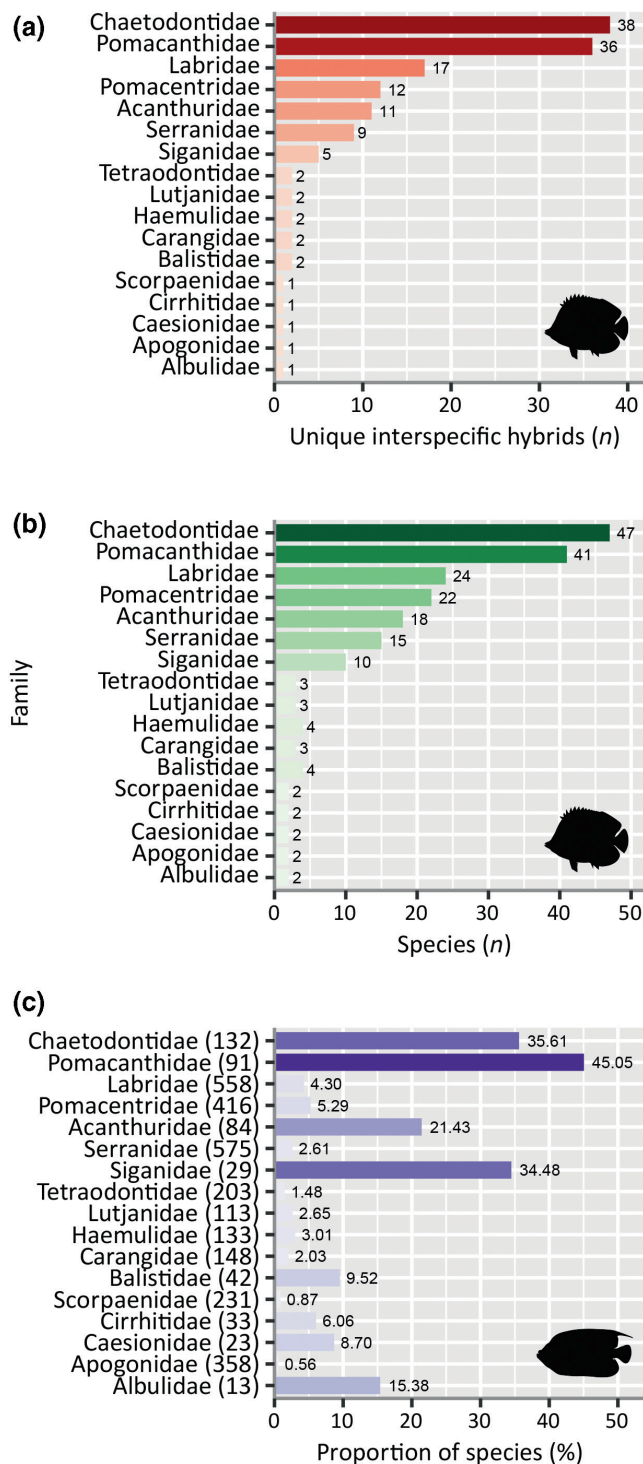 (a)
Chaetodontidae 38
Pomacanthidae 36
Labridae 17
Pomacentridae 12
Acanthuridae 11
Serranidae 9
Siganidae 5
Tetraodontidae 2
Lutjanidae 2
Haemulidae 2
Carangidae 2
Balistidae 2
Scorpaenidae 1
Cirrhitidae 1
Caesionidae 1
Apogonidae 1
Albulidae 1
0 10 20 30 40
Unique interspecific hybrids (n)
(b)
Family
Chaetodontidae 47
Pomacanthidae 41
Labridae 24
Pomacentridae 22
Acanthuridae 18
Serranidae 15
Siganidae 10
Tetraodontidae 3
Lutjanidae 3
Haemulidae 4
Carangidae 3
Balistidae 4
Scorpaenidae 2
Cirrhitidae 2
Caesionidae 2
Apogonidae 2
Albulidae 2
0 10 20 30 40 50
Species (n)
(c)
Chaetodontidae (132) 35.61
Pomacanthidae (91) 45.05
Labridae (558) 4.30
Pomacentridae (416) 5.29
Acanthuridae (84) 21.43
Serranidae (575) 2.61
Siganidae (29) 34.48
Tetraodontidae (203) 1.48
Lutjanidae (113) 2.65
Haemulidae (133) 3.01
Carangidae (148) 2.03
Balistidae (42) 9.52
Scorpaenidae (231) 0.87
Cirrhitidae (33) 6.06
Caesionidae (23) 8.70
Apogonidae (358) 0.56
Albulidae (13) 15.38
0 10 20 30 40 50
Proportion of species (%)